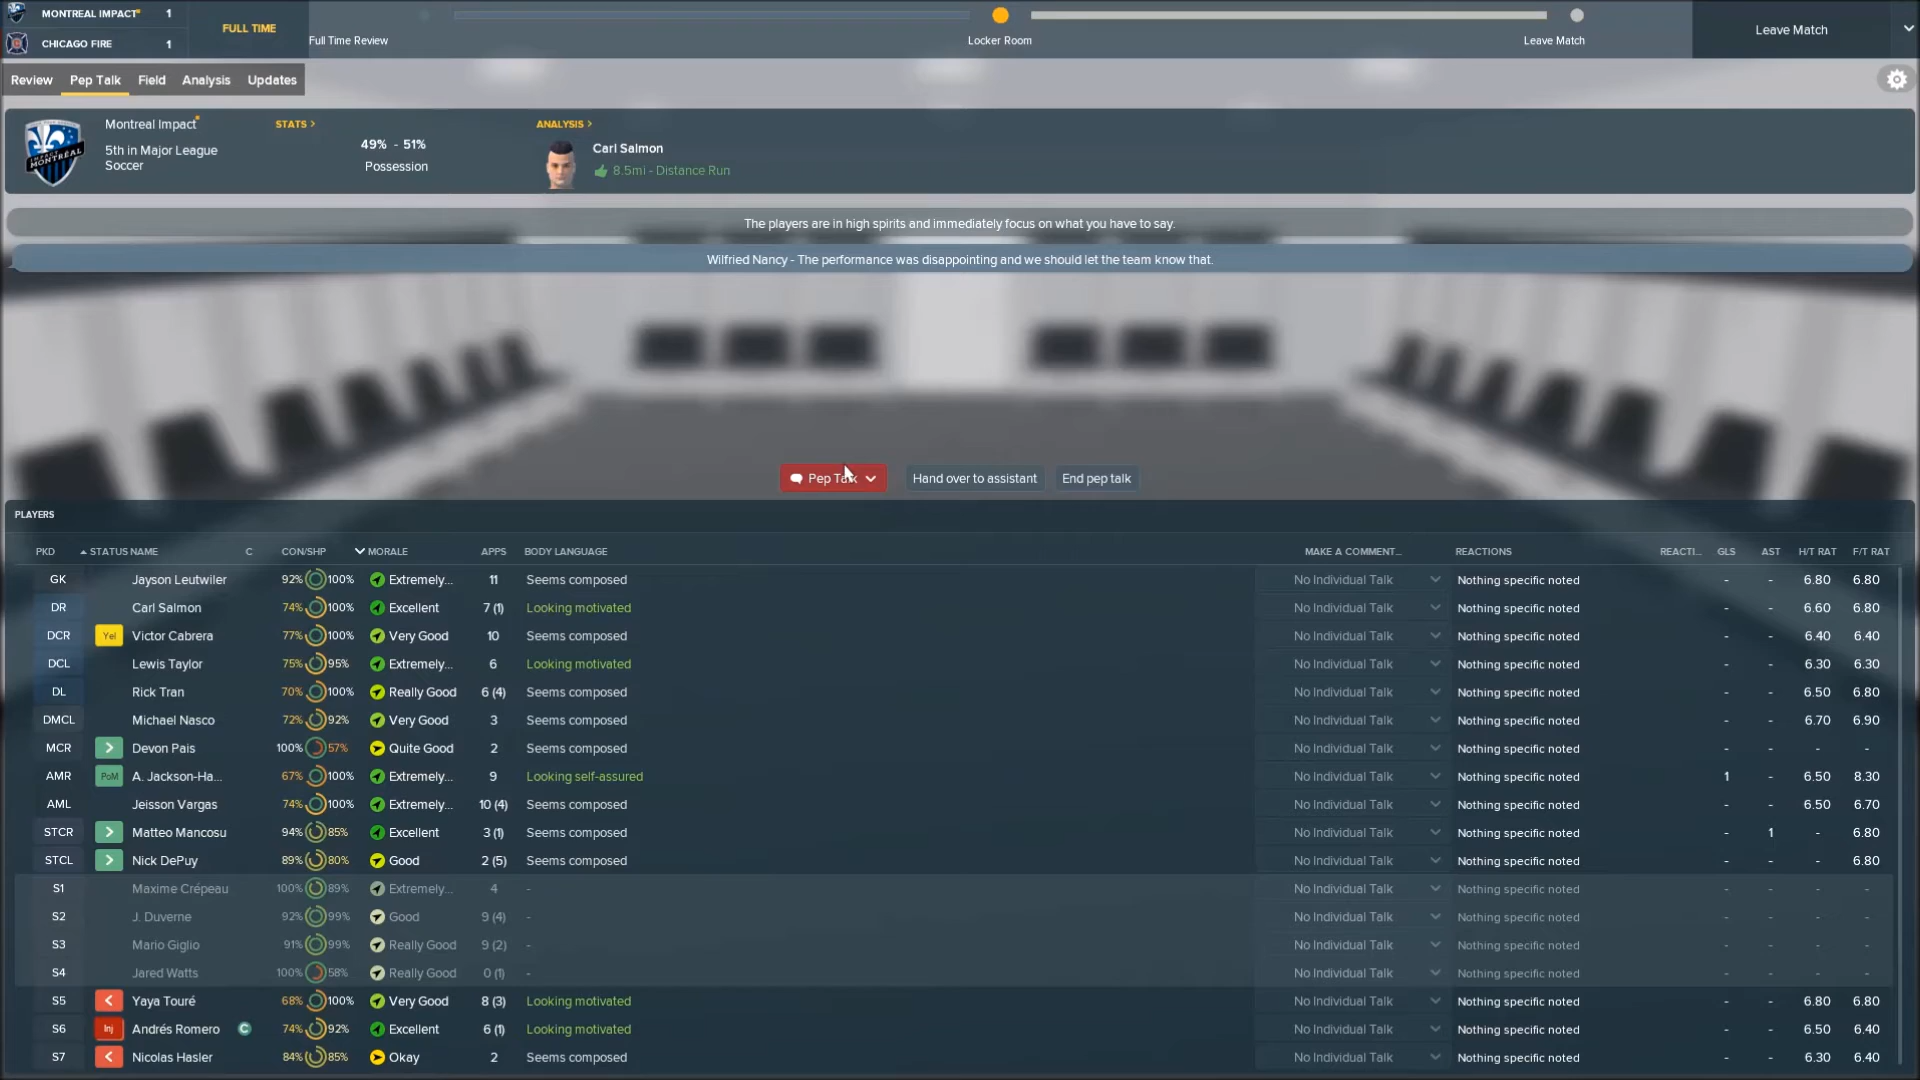 MONTREAL IMPACT 1
CHICAGO FIRE 1
FULL TIME
Full Time Review
Locker Room
Leave Match
Leave Match
Review Pep Talk Field Analysis Updates
Montreal Impact
5th in Major League
Soccer
STATS >
49% - 51%
Possession
ANALYSIS >
Carl Salmon
8.5mi - Distance Run
The players are in high spirits and immediately focus on what you have to say.
Wilfried Nancy - The performance was disappointing and we should let the team know that.
Pep Talk Hand over to assistant End pep talk
PLAYERS
PKD STATUS NAME C CON/SHP MORALE APPS BODY LANGUAGE MAKE A COMMENT... REACTIONS REACTI... GLS AST H/T RAT F/T RAT
GK Jayson Leutwiler 92% 100% Extremely... 11 Seems composed No Individual Talk Nothing specific noted - - 6.80 6.80
DR Carl Salmon 74% 100% Excellent 7 (1) Looking motivated No Individual Talk Nothing specific noted - - 6.60 6.80
DCR Yel Victor Cabrera 77% 100% Very Good 10 Seems composed No Individual Talk Nothing specific noted - - 6.40 6.40
DCL Lewis Taylor 75% 95% Extremely... 6 Looking motivated No Individual Talk Nothing specific noted - - 6.30 6.30
DL Rick Tran 70% 100% Really Good 6 (4) Seems composed No Individual Talk Nothing specific noted - - 6.50 6.80
DMCL Michael Nasco 72% 92% Very Good 3 Seems composed No Individual Talk Nothing specific noted - - 6.70 6.90
MCR Devon Pais 100% 57% Quite Good 2 Seems composed No Individual Talk Nothing specific noted - - - -
AMR PoM A. Jackson-Ha... 67% 100% Extremely... 9 Looking self-assured No Individual Talk Nothing specific noted 1 - 6.50 8.30
AML Jeisson Vargas 74% 100% Extremely... 10 (4) Seems composed No Individual Talk Nothing specific noted - - 6.50 6.70
STCR Matteo Mancosu 94% 85% Excellent 3 (1) Seems composed No Individual Talk Nothing specific noted - 1 - 6.80
STCL Nick DePuy 89% 80% Good 2 (5) Seems composed No Individual Talk Nothing specific noted - - - 6.80
S1 Maxime Crépeau 100% 89% Extremely... 4 - No Individual Talk Nothing specific noted - - - -
S2 J. Duverne 92% 99% Good 9 (4) - No Individual Talk Nothing specific noted - - - -
S3 Mario Giglio 91% 99% Really Good 9 (2) - No Individual Talk Nothing specific noted - - - -
S4 Jared Watts 100% 58% Really Good 0 (1) - No Individual Talk Nothing specific noted - - - -
S5 Yaya Touré 68% 100% Very Good 8 (3) Looking motivated No Individual Talk Nothing specific noted - - 6.80 6.80
S6 Inj Andrés Romero C 74% 92% Excellent 6 (1) Looking motivated No Individual Talk Nothing specific noted - - 6.50 6.40
S7 Nicolas Hasler 84% 85% Okay 2 Seems composed No Individual Talk Nothing specific noted - - 6.30 6.40